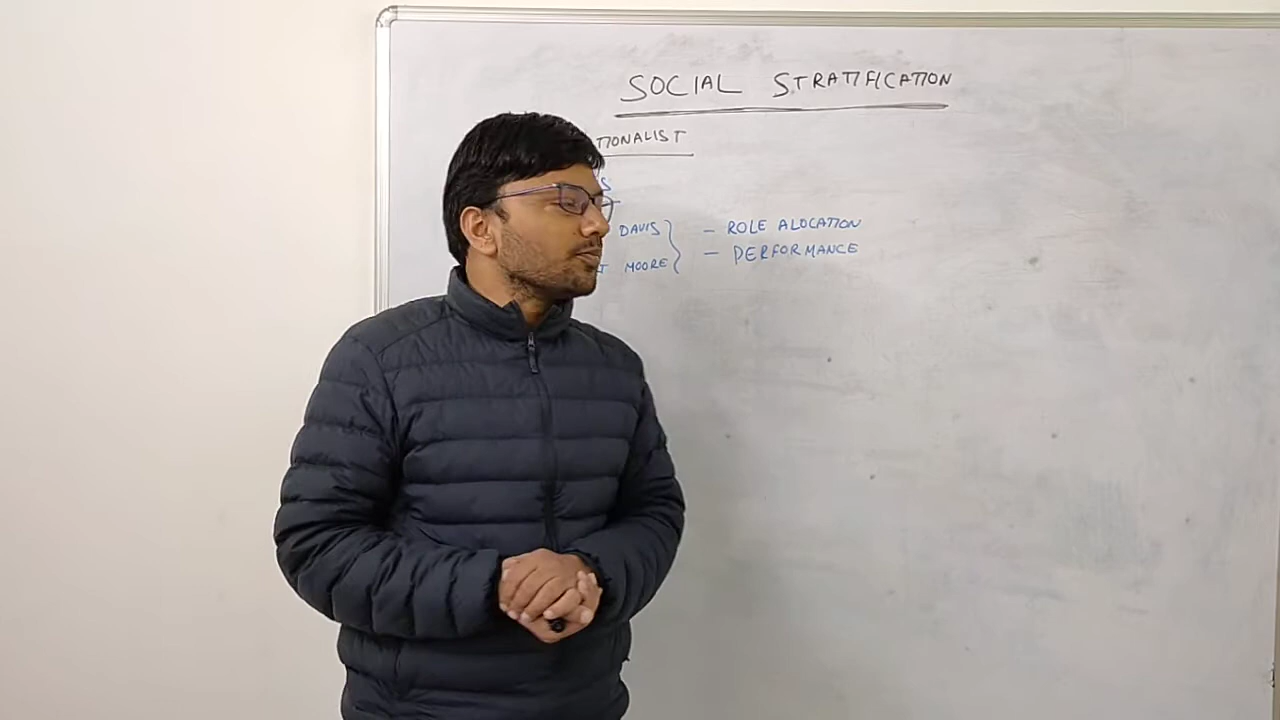 SOCIAL STRATIFICATION
TIONALIST
S
DAVIS
T MOORE
- ROLE ALOCATION
- PERFORMANCE